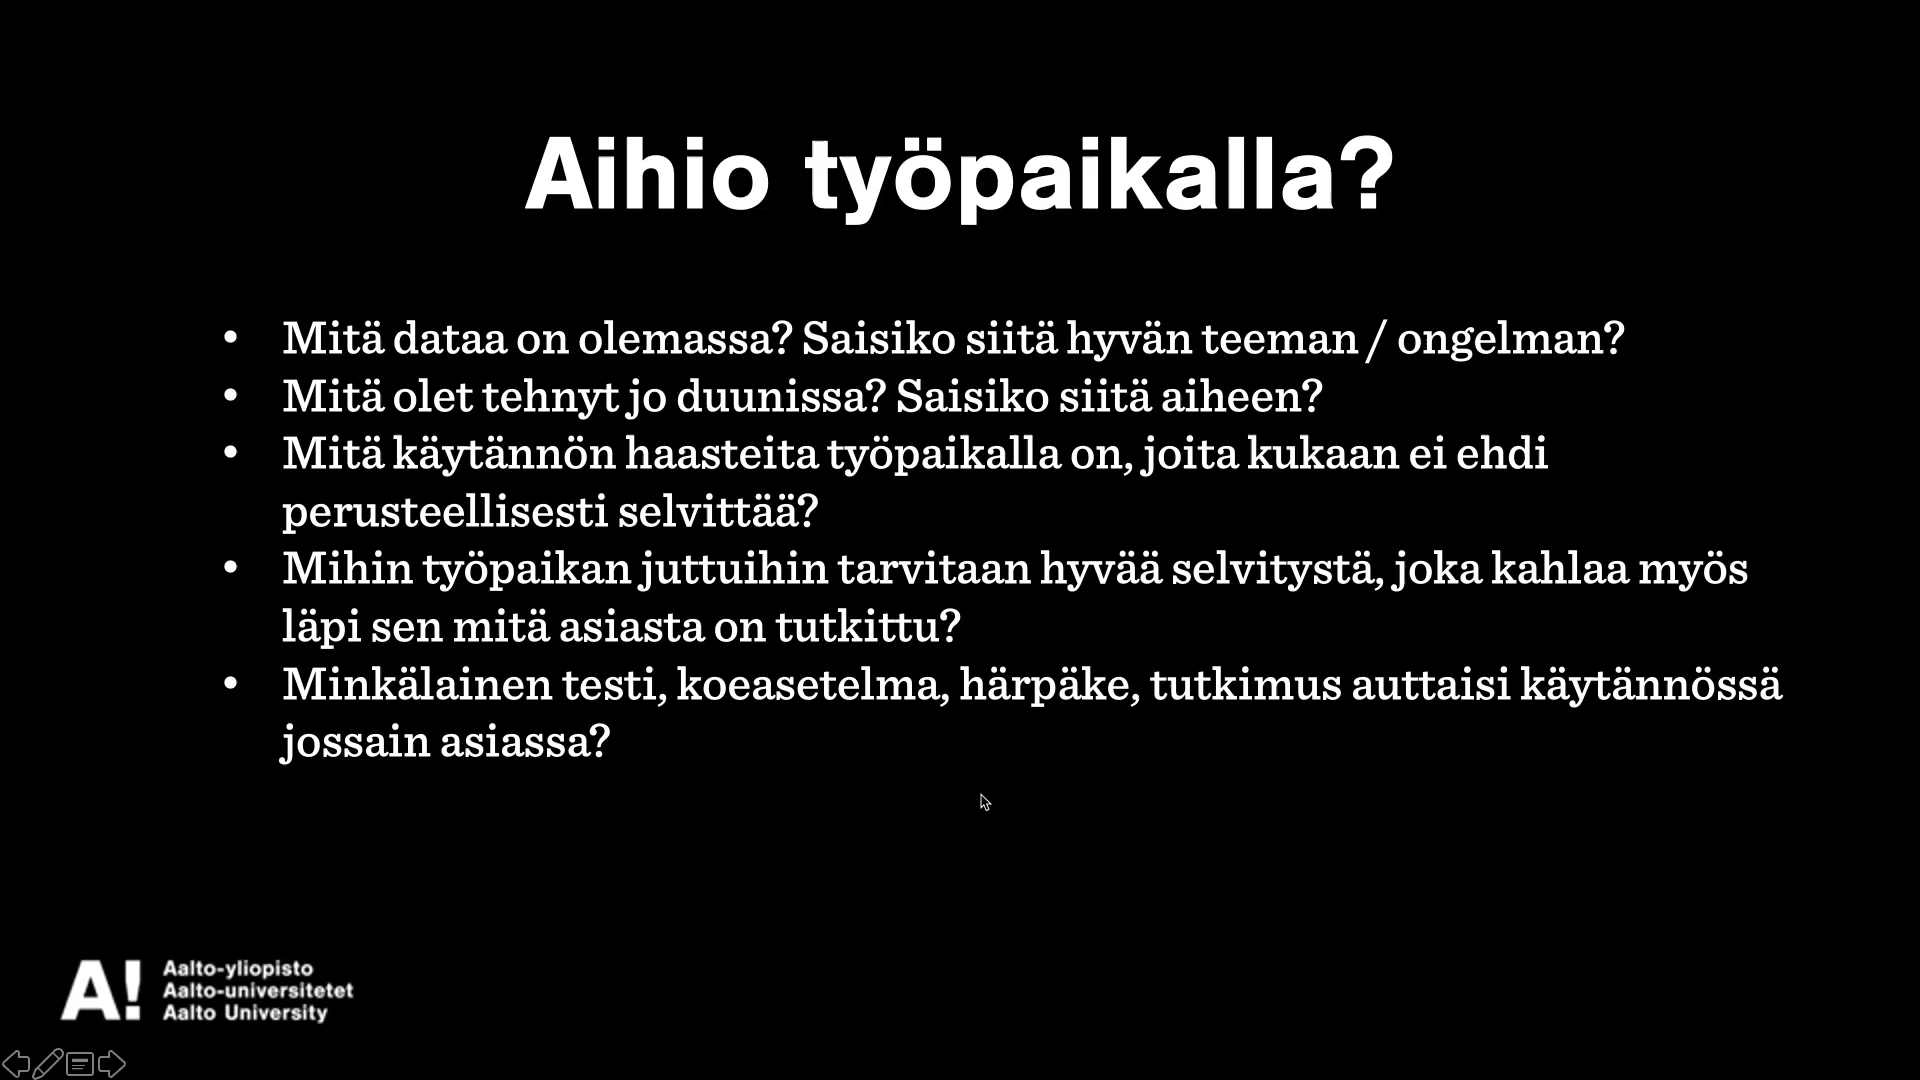 Aihio työpaikalla?
• Mitä dataa on olemassa? Saisiko siitä hyvän teeman / ongelman?
• Mitä olet tehnyt jo duunissa? Saisiko siitä aiheen?
• Mitä käytännön haasteita työpaikalla on, joita kukaan ei ehdi
perusteellisesti selvittää?
• Mihin työpaikan juttuihin tarvitaan hyvää selvitystä, joka kahlaa myös
läpi sen mitä asiasta on tutkittu?
• Minkälainen testi, koeasetelma, härpäke, tutkimus auttaisi käytännössä
jossain asiassa?
A!
Aalto-yliopisto
Aalto-universitetet
Aalto University